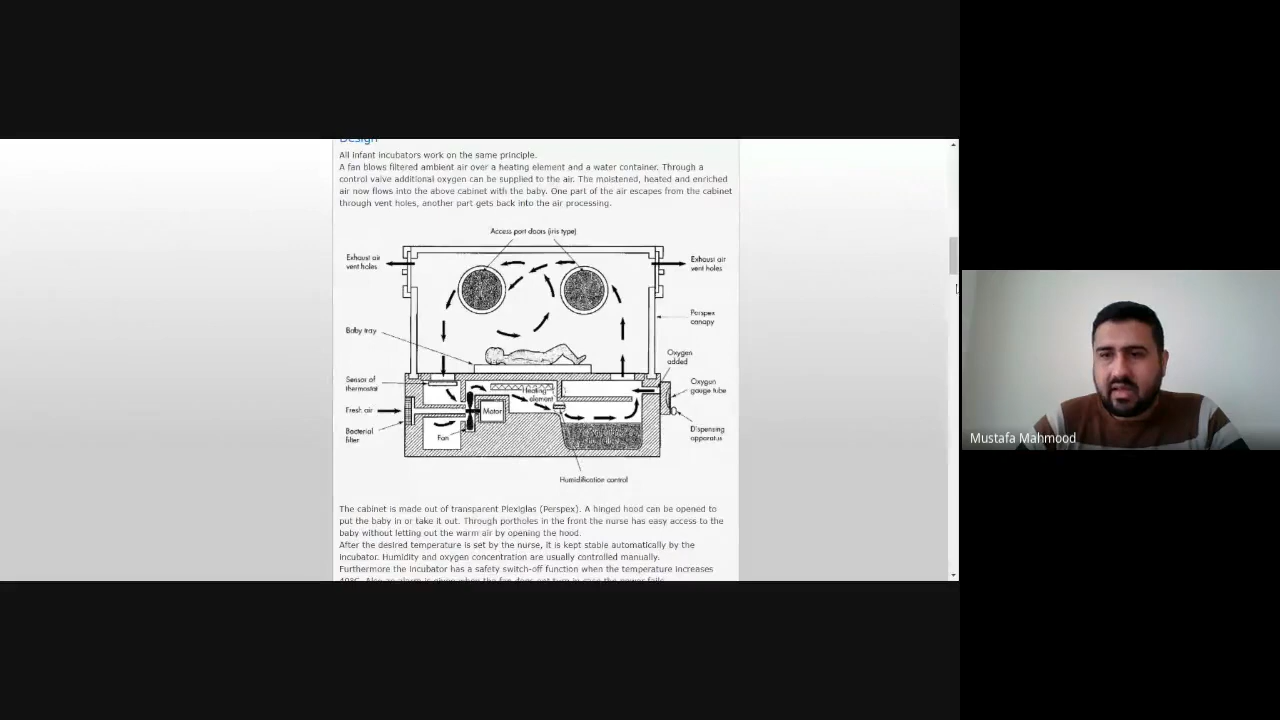 Design
All infant incubators work on the same principle.
A fan blows filtered ambient air over a heating element and a water container. Through a
control valve additional oxygen can be supplied to the air. The moistened, heated and enriched
air now flows into the above cabinet with the baby. One part of the air escapes from the cabinet
through vent holes, another part gets back into the air processing.
Access port doors (iris type)
Exhaust air
vent holes
Exhaust air
vent holes
Perspex
canopy
Baby tray
Oxygen
added
Sensor of
thermostat
Heating
element
Oxygen
gauge tube
Fresh air
Motor
Bacterial
filter
Fan
Dispensing
apparatus
Humidification control
The cabinet is made out of transparent Plexiglas (Perspex). A hinged hood can be opened to
put the baby in or take it out. Through portholes in the front the nurse has easy access to the
baby without letting out the warm air by opening the hood.
After the desired temperature is set by the nurse, it is kept stable automatically by the
incubator. Humidity and oxygen concentration are usually controlled manually.
Furthermore the incubator has a safety switch-off function when the temperature increases
Mustafa Mahmood